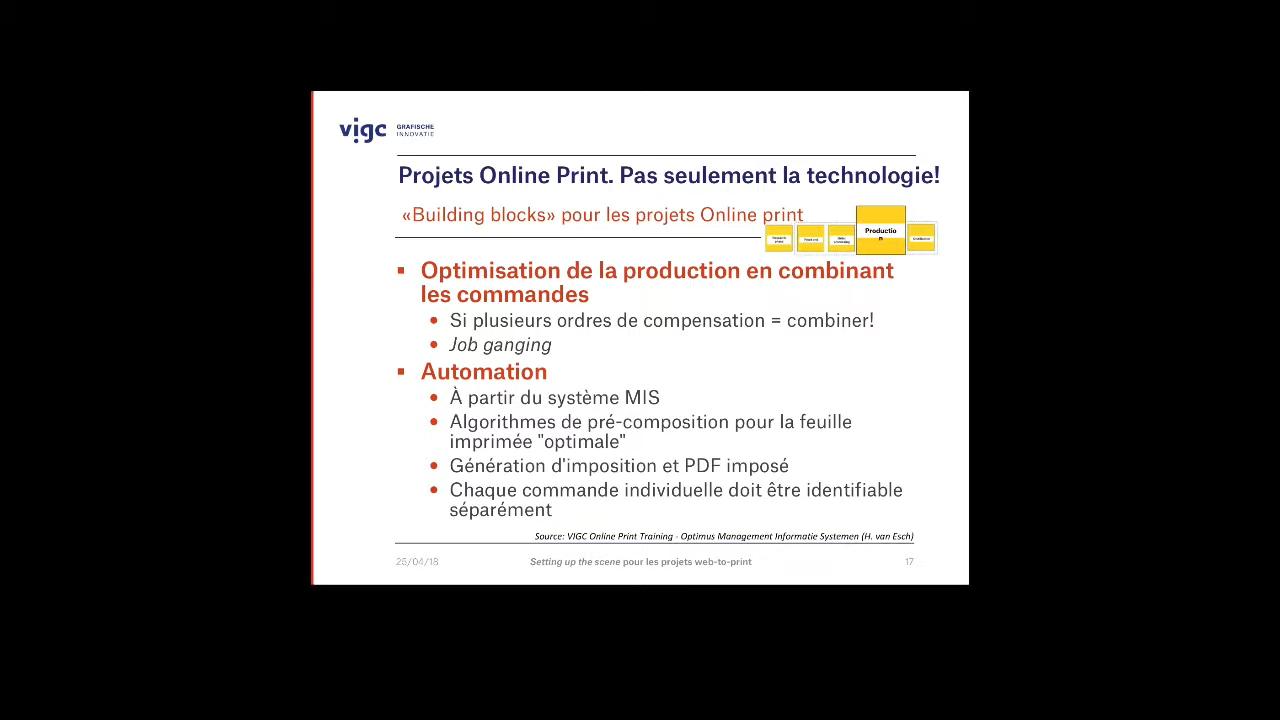 vigc GRAFISCHE
INNOVATIE
Projets Online Print. Pas seulement la technologie!
«Building blocks» pour les projets Online print
Productio
n
Optimisation de la production en combinant
les commandes
Si plusieurs ordres de compensation = combiner!
Job ganging
Automation
À partir du système MIS
Algorithmes de pré-composition pour la feuille
imprimée "optimale"
Génération d'imposition et PDF imposé
Chaque commande individuelle doit être identifiable
séparément
Source: VIGC Online Print Training - Optimus Management Informatie Systemen (H. van Esch)
25/04/18 Setting up the scene pour les projets web-to-print 17